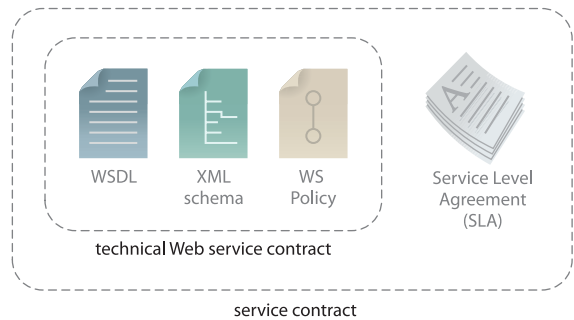 WSDL
XML
schema
WS
Policy
A
Service Level
Agreement
(SLA)
technical Web service contract
service contract